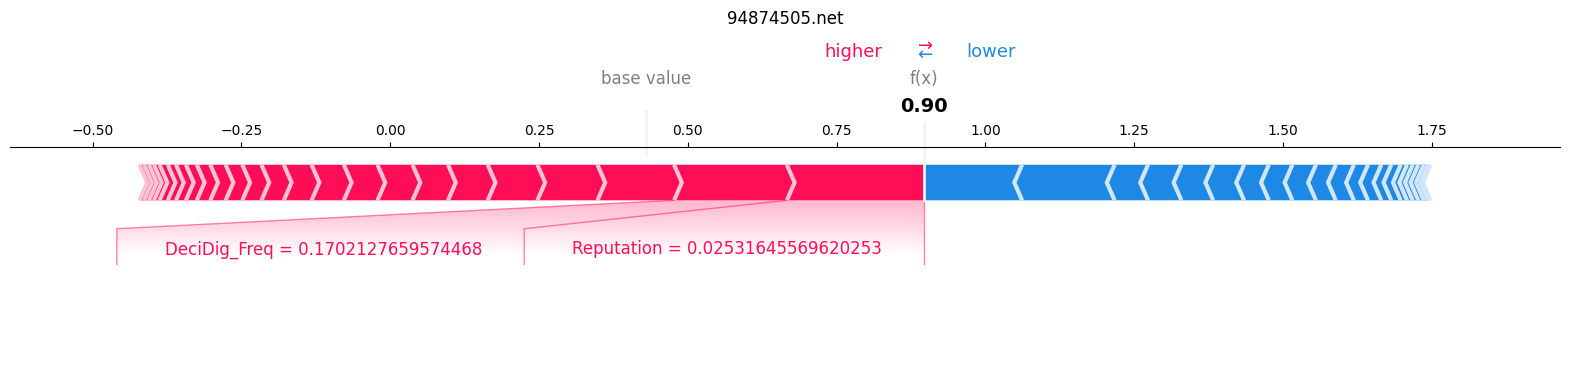 94874505.net
higher ⇄ lower
base value f(x)
0.90
−0.50 −0.25 0.00 0.25 0.50 0.75 1.00 1.25 1.50 1.75
DeciDig_Freq = 0.1702127659574468 Reputation = 0.02531645569620253